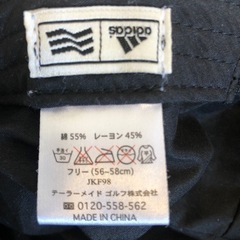 adidas
綿 55% レーヨン 45%
フリー (56~58cm)
JKF98
テーラーメイド ゴルフ株式会社
☎ 0120-558-562
MADE IN CHINA